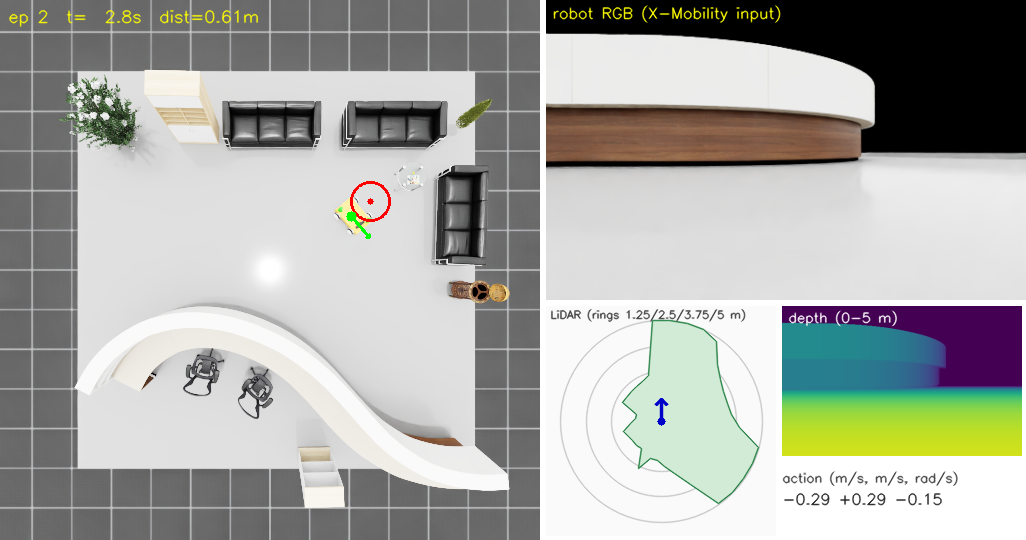 ep 2  t=  2.8s  dist=0.61m
robot RGB (X-Mobility input)
LiDAR (rings 1.25/2.5/3.75/5 m)
depth (0-5 m)
action (m/s, m/s, rad/s)
-0.29 +0.29 -0.15